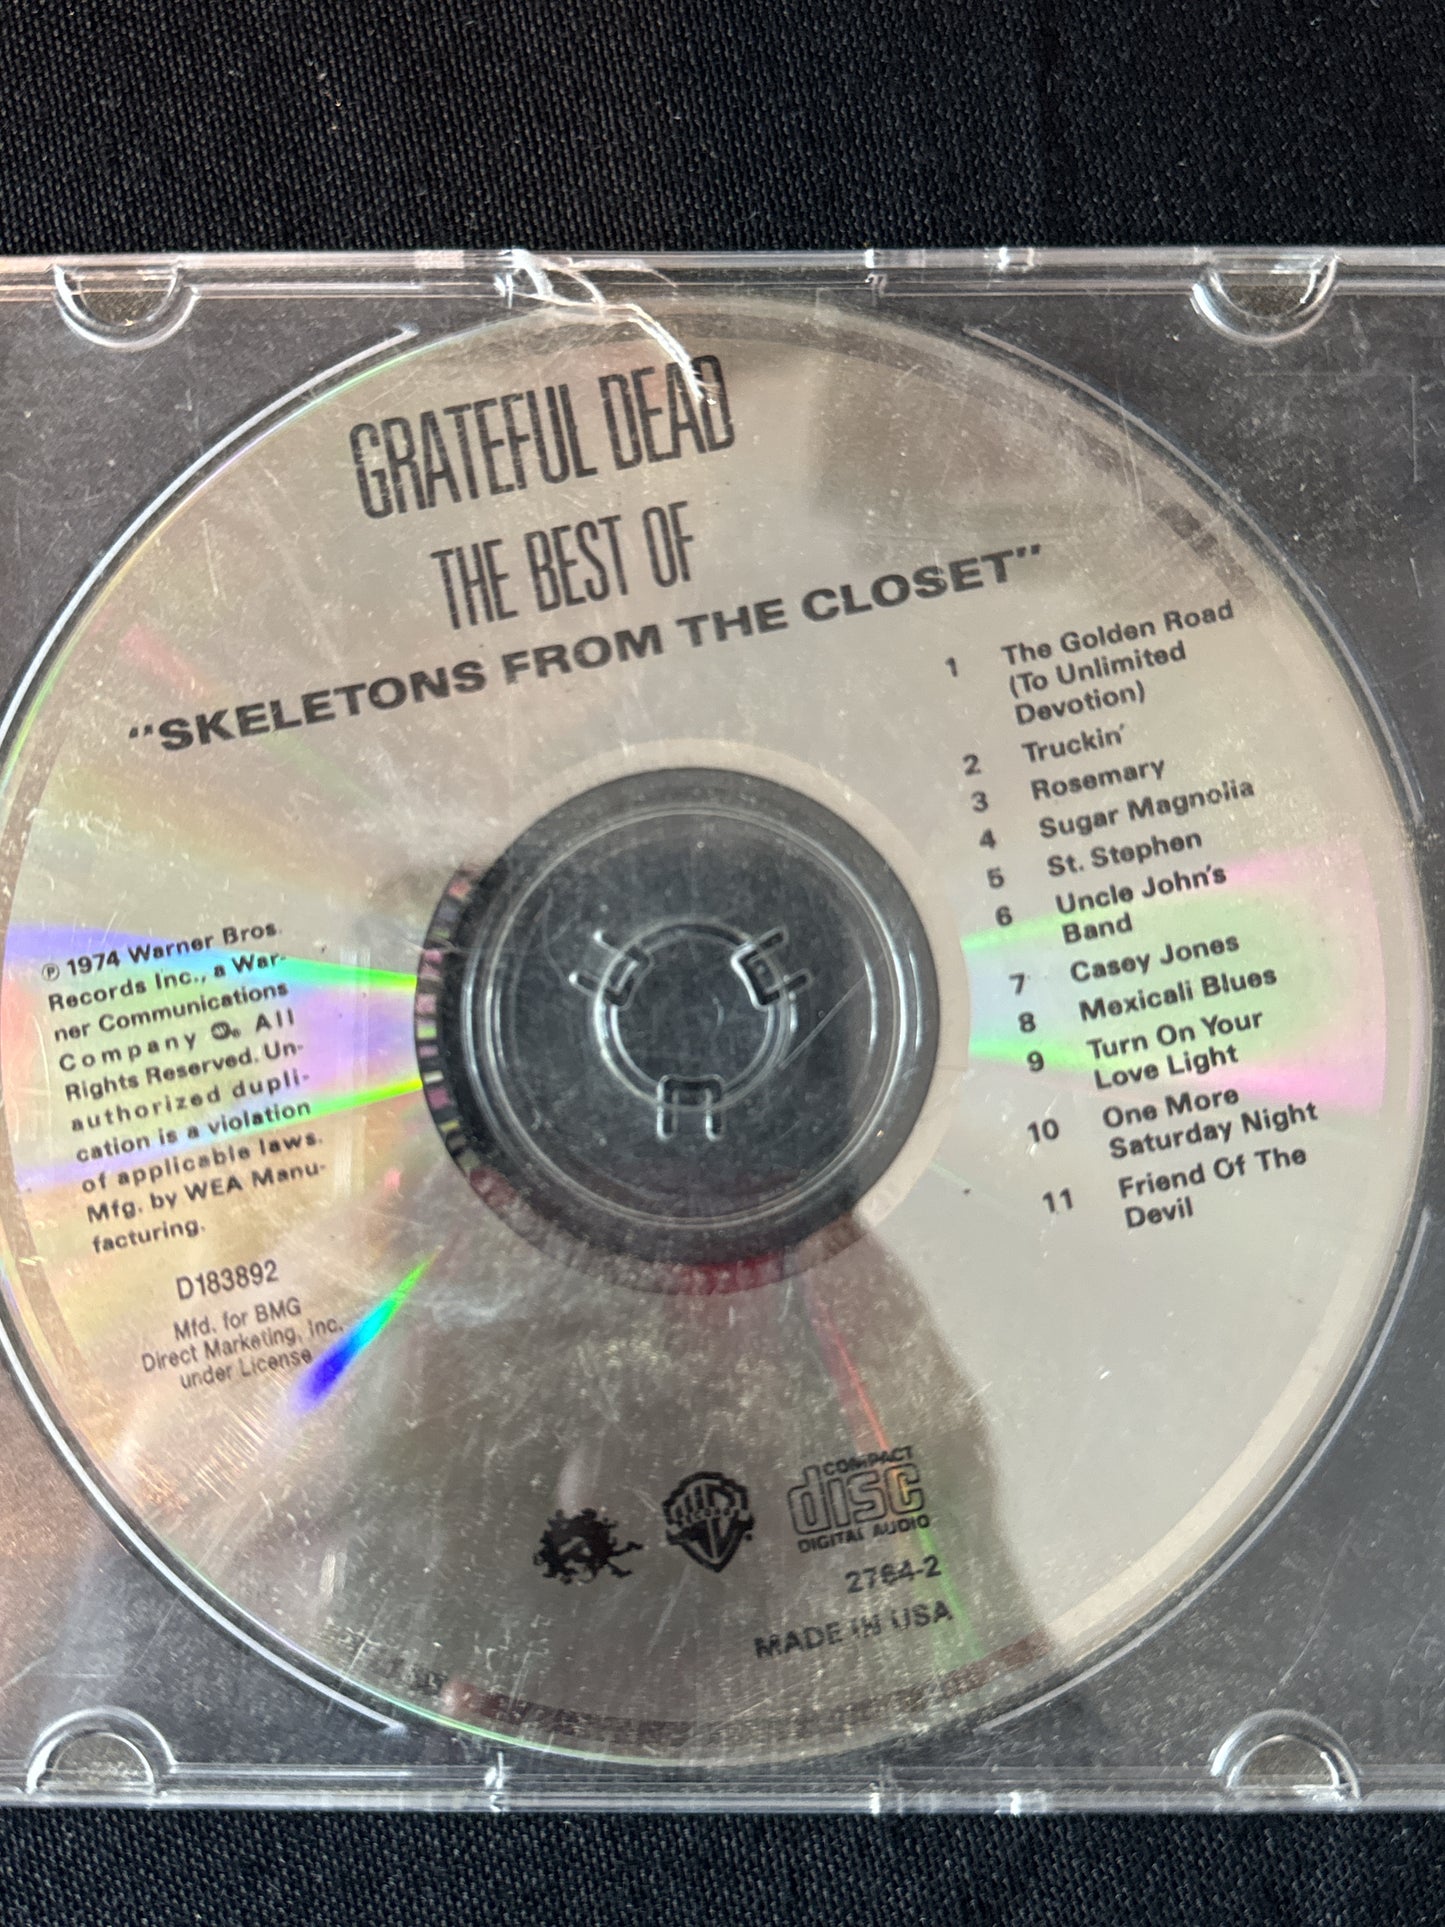 GRATEFUL DEAD
THE BEST OF
"SKELETONS FROM THE CLOSET"
1 The Golden Road
(To Unlimited
Devotion)
2 Truckin'
3 Rosemary
4 Sugar Magnolia
5 St. Stephen
6 Uncle John's
Band
7 Casey Jones
8 Mexicali Blues
9 Turn On Your
Love Light
10 One More
Saturday Night
11 Friend Of The
Devil
℗ 1974 Warner Bros.
Records Inc., a War-
ner Communications
Company All
Rights Reserved. Un-
authorized dupli-
cation is a violation
of applicable laws.
Mfg. by WEA Manu-
facturing.
D183892
Mfd. for BMG
Direct Marketing, Inc.
under License
RECORDS
COMPACT
disc
DIGITAL AUDIO
2764-2
MADE IN USA